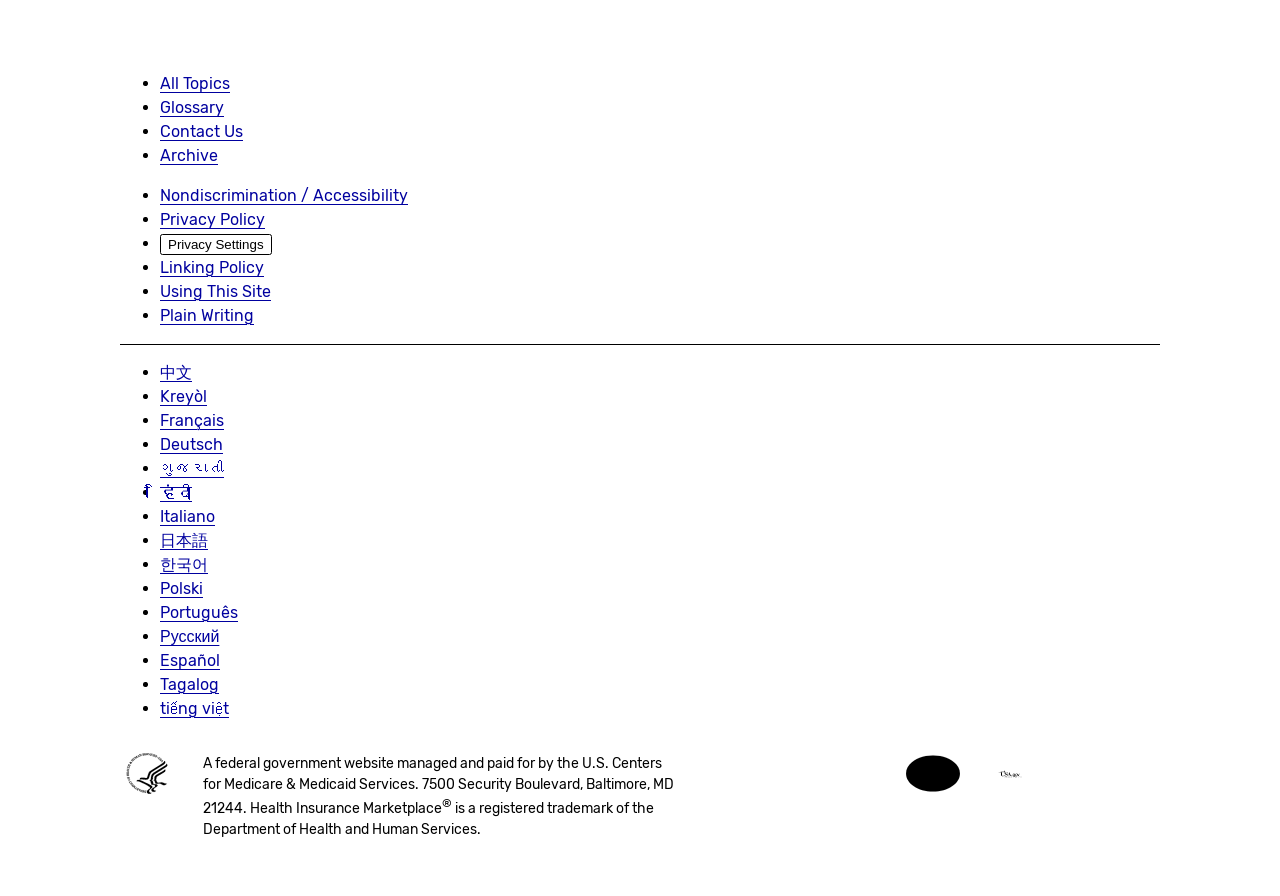 All Topics
Glossary
Contact Us
Archive
Nondiscrimination / Accessibility
Privacy Policy
Privacy Settings
Linking Policy
Using This Site
Plain Writing
中文
Kreyòl
Français
Deutsch
ગુજરાતી
हिंदी
Italiano
日本語
한국어
Polski
Português
Русский
Español
Tagalog
tiếng việt
A federal government website managed and paid for by the U.S. Centers
for Medicare & Medicaid Services. 7500 Security Boulevard, Baltimore, MD
21244. Health Insurance Marketplace® is a registered trademark of the
Department of Health and Human Services.